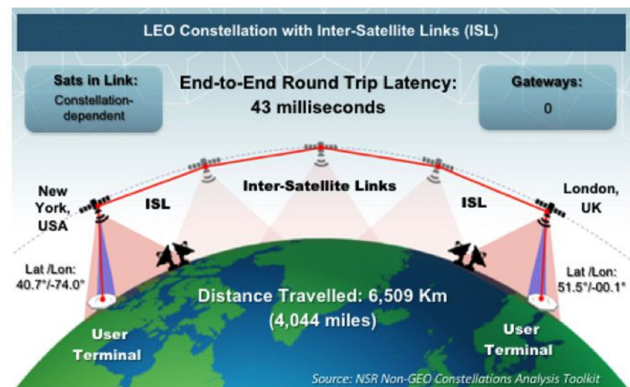 LEO Constellation with Inter-Satellite Links (ISL)
Sats in Link:
Constellation-
dependent
End-to-End Round Trip Latency:
43 milliseconds
Gateways:
0
New
York,
USA
ISL
Inter-Satellite Links
ISL
London,
UK
Lat /Lon:
40.7°/-74.0°
Lat /Lon:
51.5°/-00.1°
Distance Travelled: 6,509 Km
(4,044 miles)
User
Terminal
User
Terminal
Source: NSR Non-GEO Constellations Analysis Toolkit